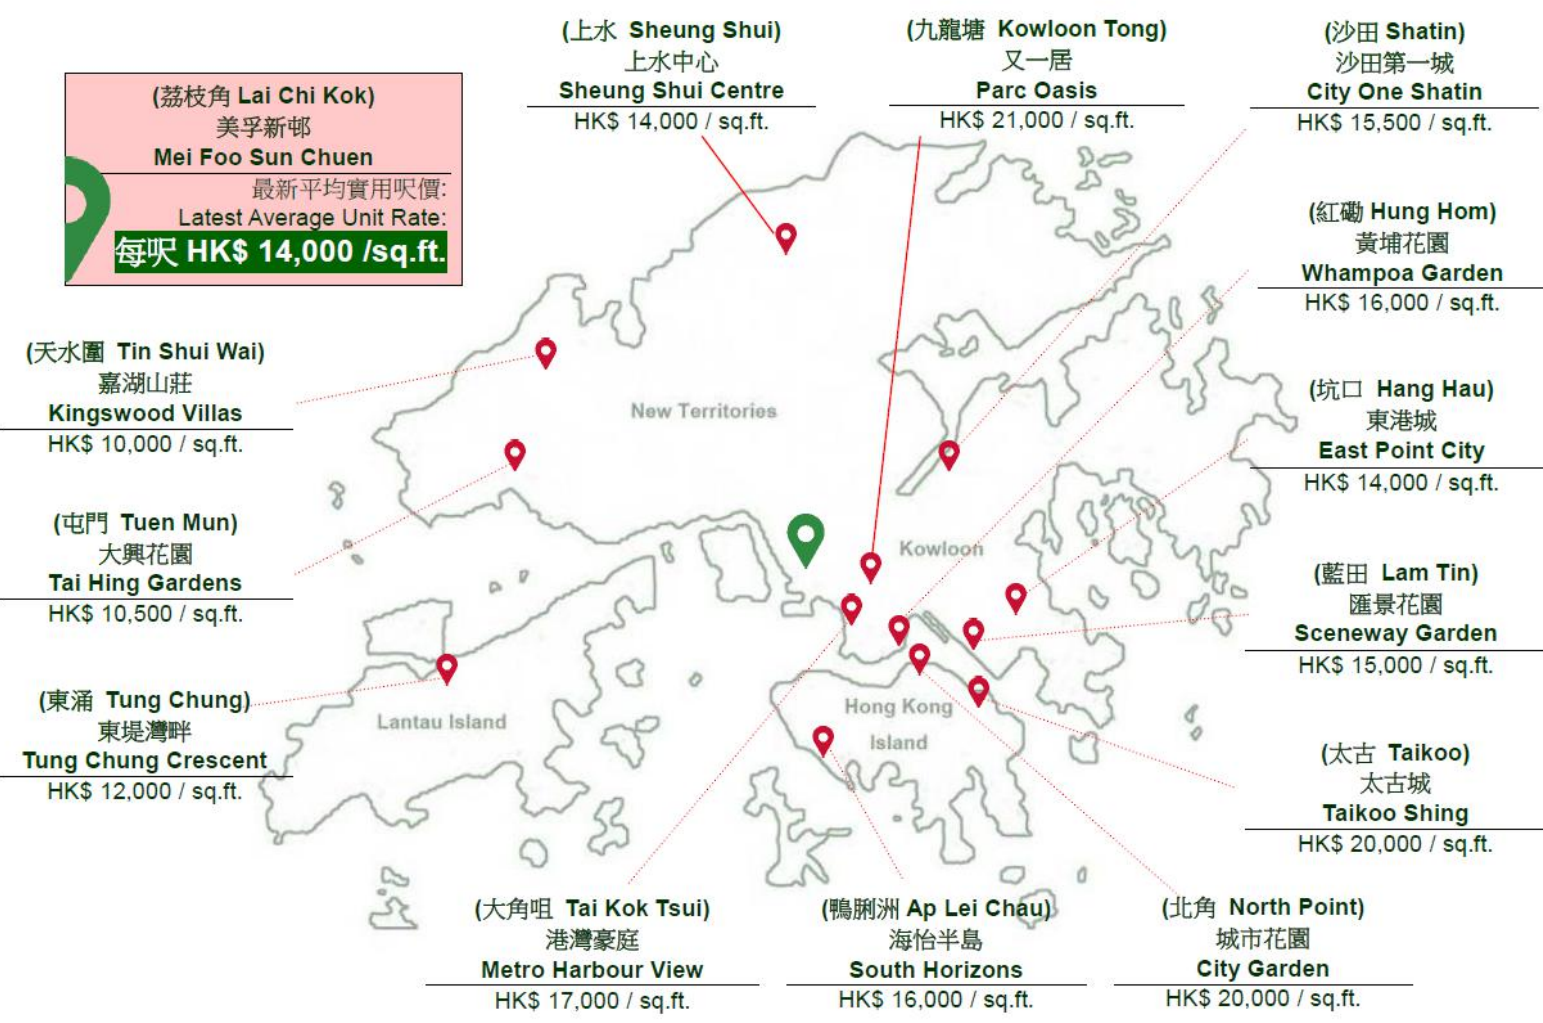 (上水 Sheung Shui)
上水中心
Sheung Shui Centre
HK$ 14,000 / sq.ft.
(九龍塘 Kowloon Tong)
又一居
Parc Oasis
HK$ 21,000 / sq.ft.
(沙田 Shatin)
沙田第一城
City One Shatin
HK$ 15,500 / sq.ft.
(荔枝角 Lai Chi Kok)
美孚新邨
Mei Foo Sun Chuen
最新平均實用呎價:
Latest Average Unit Rate:
每呎 HK$ 14,000 /sq.ft.
(紅磡 Hung Hom)
黃埔花園
Whampoa Garden
HK$ 16,000 / sq.ft.
(天水圍 Tin Shui Wai)
嘉湖山莊
Kingswood Villas
HK$ 10,000 / sq.ft.
New Territories
(坑口 Hang Hau)
東港城
East Point City
HK$ 14,000 / sq.ft.
(屯門 Tuen Mun)
大興花園
Tai Hing Gardens
HK$ 10,500 / sq.ft.
Kowloon
(藍田 Lam Tin)
匯景花園
Sceneway Garden
HK$ 15,000 / sq.ft.
(東涌 Tung Chung)
東堤灣畔
Tung Chung Crescent
HK$ 12,000 / sq.ft.
Lantau Island
Hong Kong
Island
(太古 Taikoo)
太古城
Taikoo Shing
HK$ 20,000 / sq.ft.
(大角咀 Tai Kok Tsui)
港灣豪庭
Metro Harbour View
HK$ 17,000 / sq.ft.
(鴨脷洲 Ap Lei Chau)
海怡半島
South Horizons
HK$ 16,000 / sq.ft.
(北角 North Point)
城市花園
City Garden
HK$ 20,000 / sq.ft.